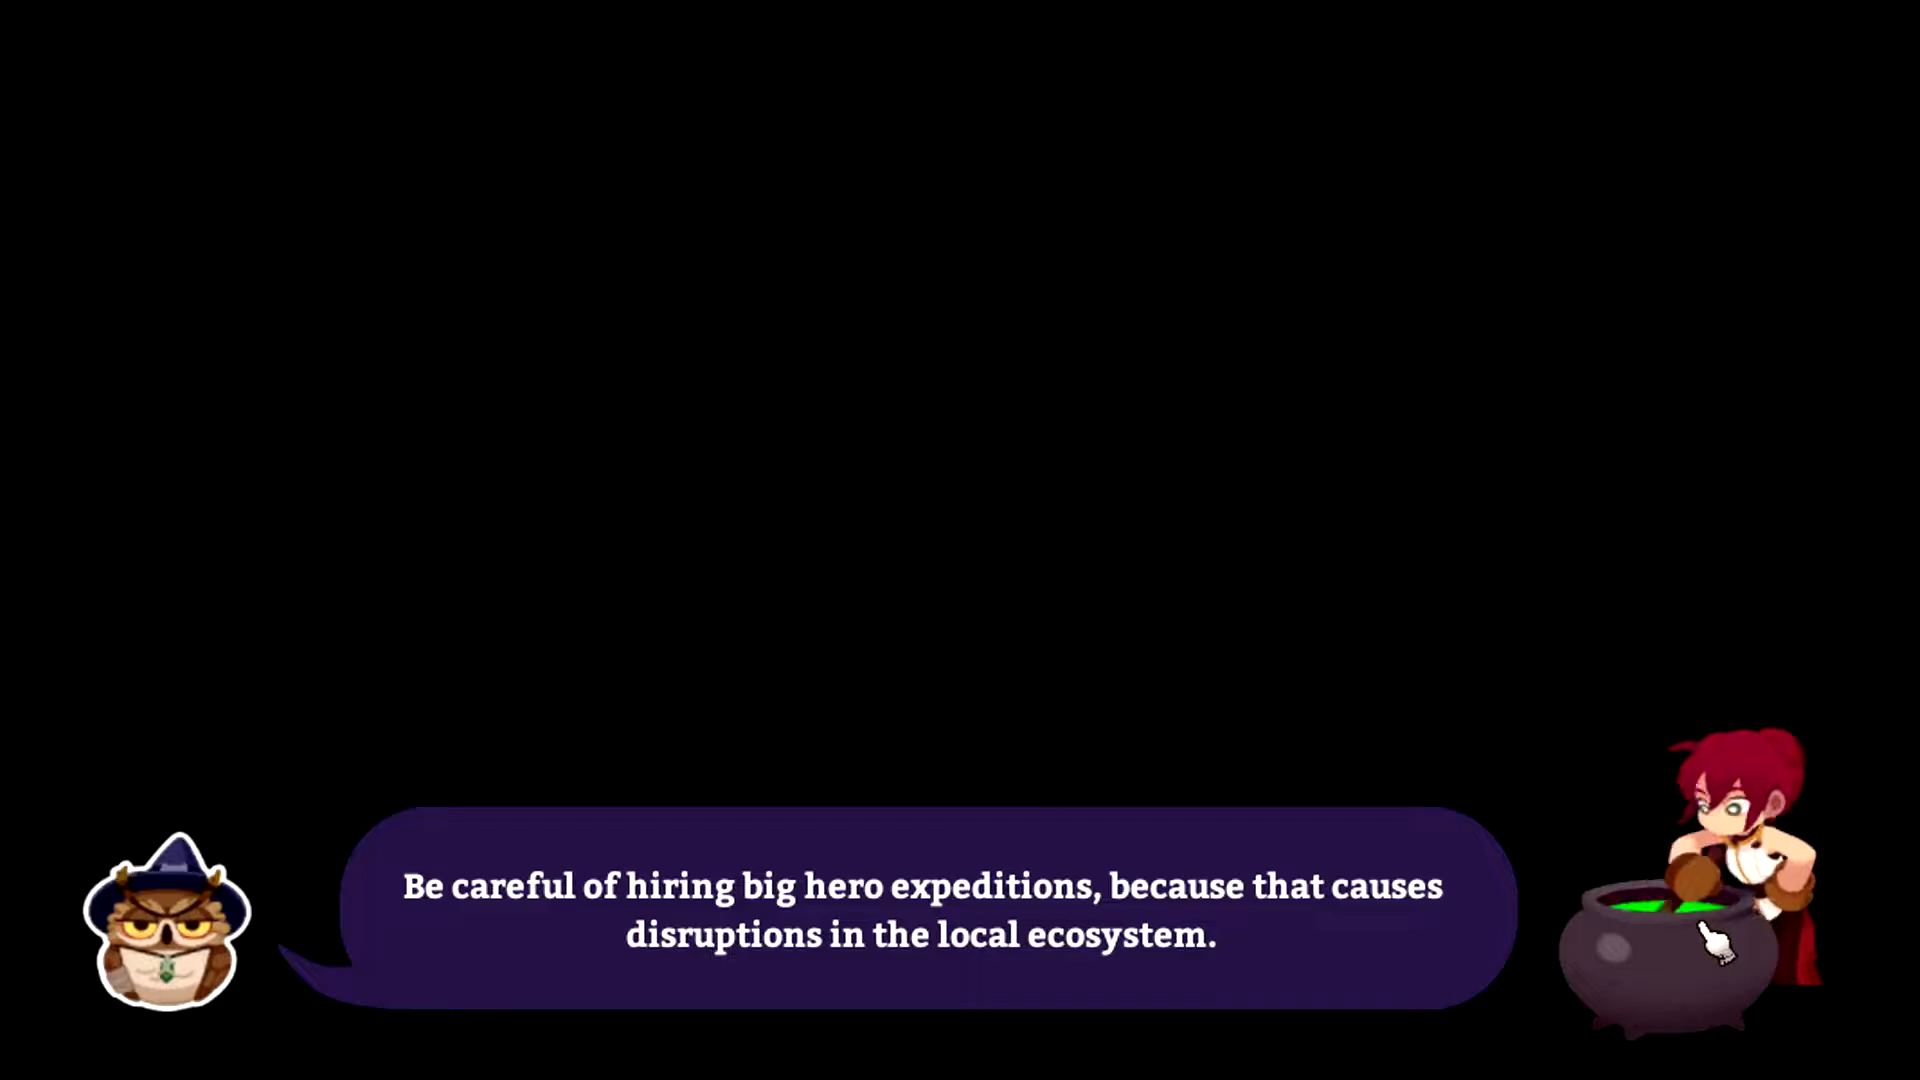 Be careful of hiring big hero expeditions, because that causes
disruptions in the local ecosystem.